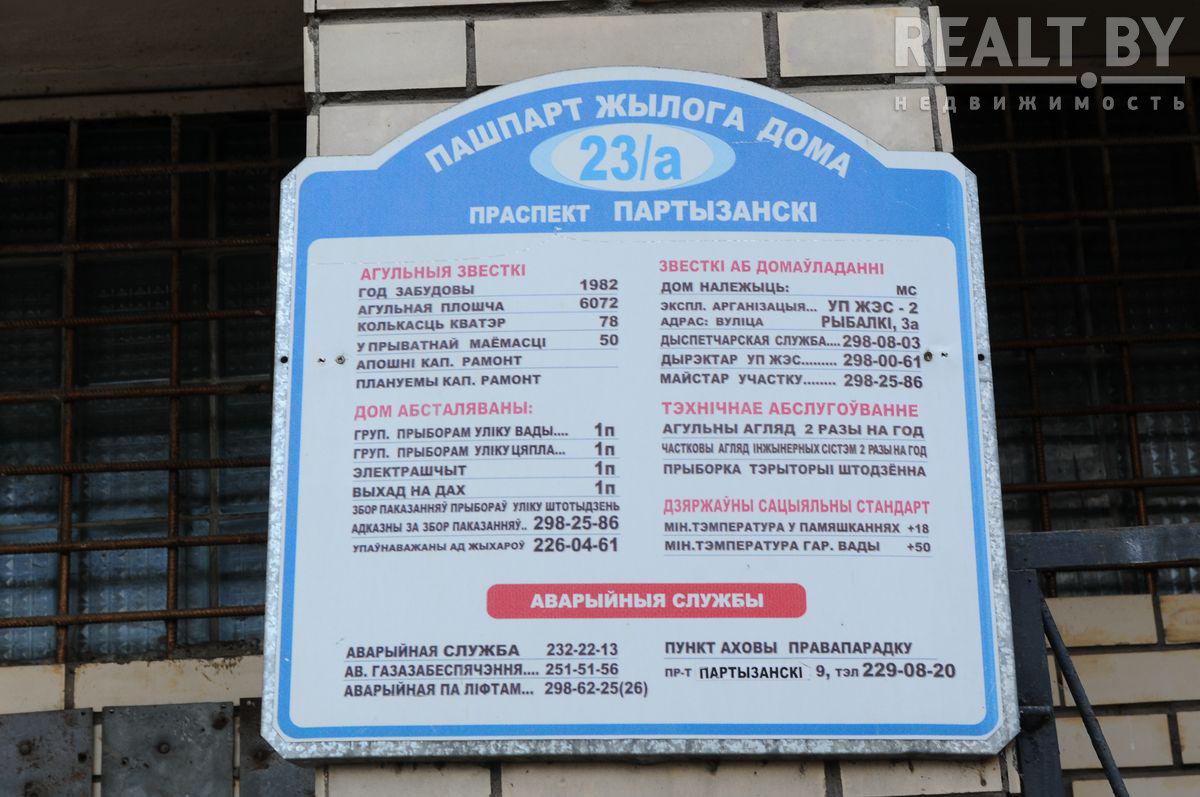 REALT.BY
НЕДВИЖИМОСТЬ
ПАШПАРТ ЖЫЛОГА ДОМА
23/а
ПРАСПЕКТ ПАРТЫЗАНСКІ
АГУЛЬНЫЯ ЗВЕСТКІ
ГОД ЗАБУДОВЫ 1982
АГУЛЬНАЯ ПЛОШЧА 6072
КОЛЬКАСЦЬ КВАТЭР 78
У ПРЫВАТНАЙ МАЁМАСЦІ 50
АПОШНІ КАП. РАМОНТ
ПЛАНУЕМЫ КАП. РАМОНТ
ДОМ АБСТАЛЯВАНЫ:
ГРУП. ПРЫБОРАМ УЛІКУ ВАДЫ.... 1п
ГРУП. ПРЫБОРАМ УЛІКУ ЦЯПЛА... 1п
ЭЛЕКТРАШЧЫТ 1п
ВЫХАД НА ДАХ 1п
ЗБОР ПАКАЗАННЯЎ ПРЫБОРАЎ УЛІКУ ШТОТЫДЗЕНЬ
АДКАЗНЫ ЗА ЗБОР ПАКАЗАННЯЎ.. 298-25-86
УПАЎНАВАЖАНЫ АД ЖЫХАРОЎ 226-04-61
ЗВЕСТКІ АБ ДОМАЎЛАДАННІ
ДОМ НАЛЕЖЫЦЬ: МС
ЭКСПЛ. АРГАНІЗАЦЫЯ... УП ЖЭС - 2
АДРАС: ВУЛІЦА РЫБАЛКІ, 3а
ДЫСПЕТЧАРСКАЯ СЛУЖБА.... 298-08-03
ДЫРЭКТАР УП ЖЭС......... 298-00-61
МАЙСТАР УЧАСТКУ........ 298-25-86
ТЭХНІЧНАЕ АБСЛУГОЎВАННЕ
АГУЛЬНЫ АГЛЯД 2 РАЗЫ НА ГОД
ЧАСТКОВЫ АГЛЯД ІНЖЫНЕРНЫХ СІСТЭМ 2 РАЗЫ НА ГОД
ПРЫБОРКА ТЭРЫТОРЫІ ШТОДЗЁННА
ДЗЯРЖАЎНЫ САЦЫЯЛЬНЫ СТАНДАРТ
МІН.ТЭМПЕРАТУРА У ПАМЯШКАННЯХ +18
МІН.ТЭМПЕРАТУРА ГАР. ВАДЫ +50
АВАРЫЙНЫЯ СЛУЖБЫ
АВАРЫЙНАЯ СЛУЖБА 232-22-13
АВ. ГАЗАЗАБЕСПЯЧЭННЯ.... 251-51-56
АВАРЫЙНАЯ ПА ЛІФТАМ... 298-62-25(26)
ПУНКТ АХОВЫ ПРАВАПАРАДКУ
ПР-Т ПАРТЫЗАНСКІ 9, ТЭЛ 229-08-20